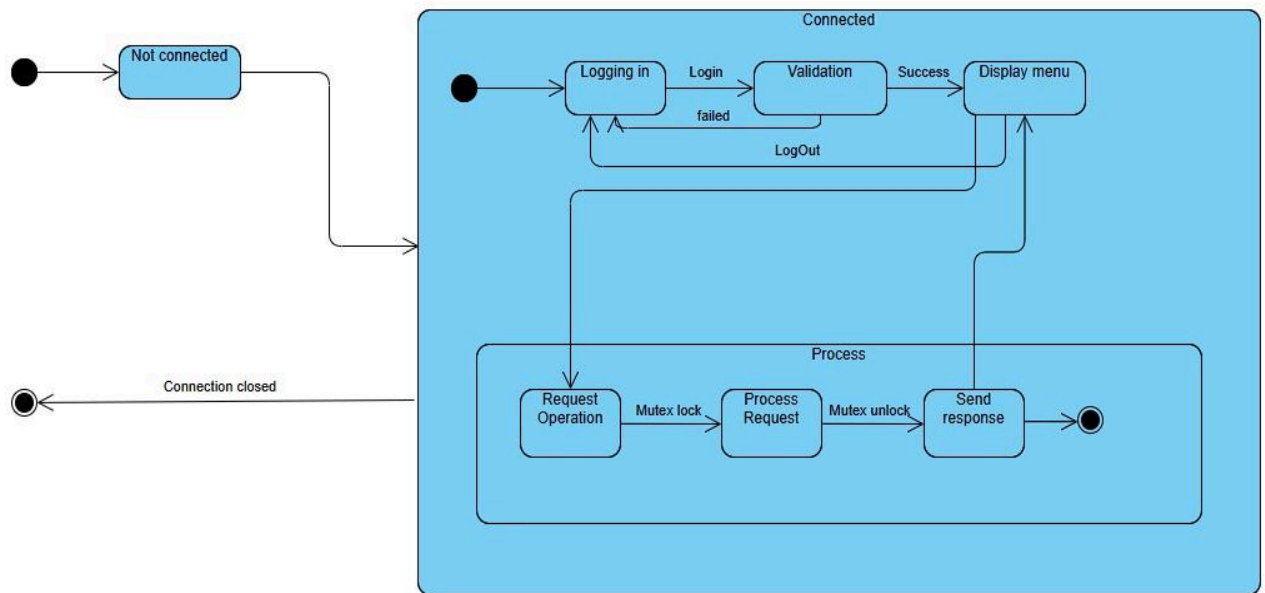 Connected
Not connected
Logging in
Login
Validation
Success
Display menu
failed
LogOut
Process
Connection closed
Request
Operation
Mutex lock
Process
Request
Mutex unlock
Send
response